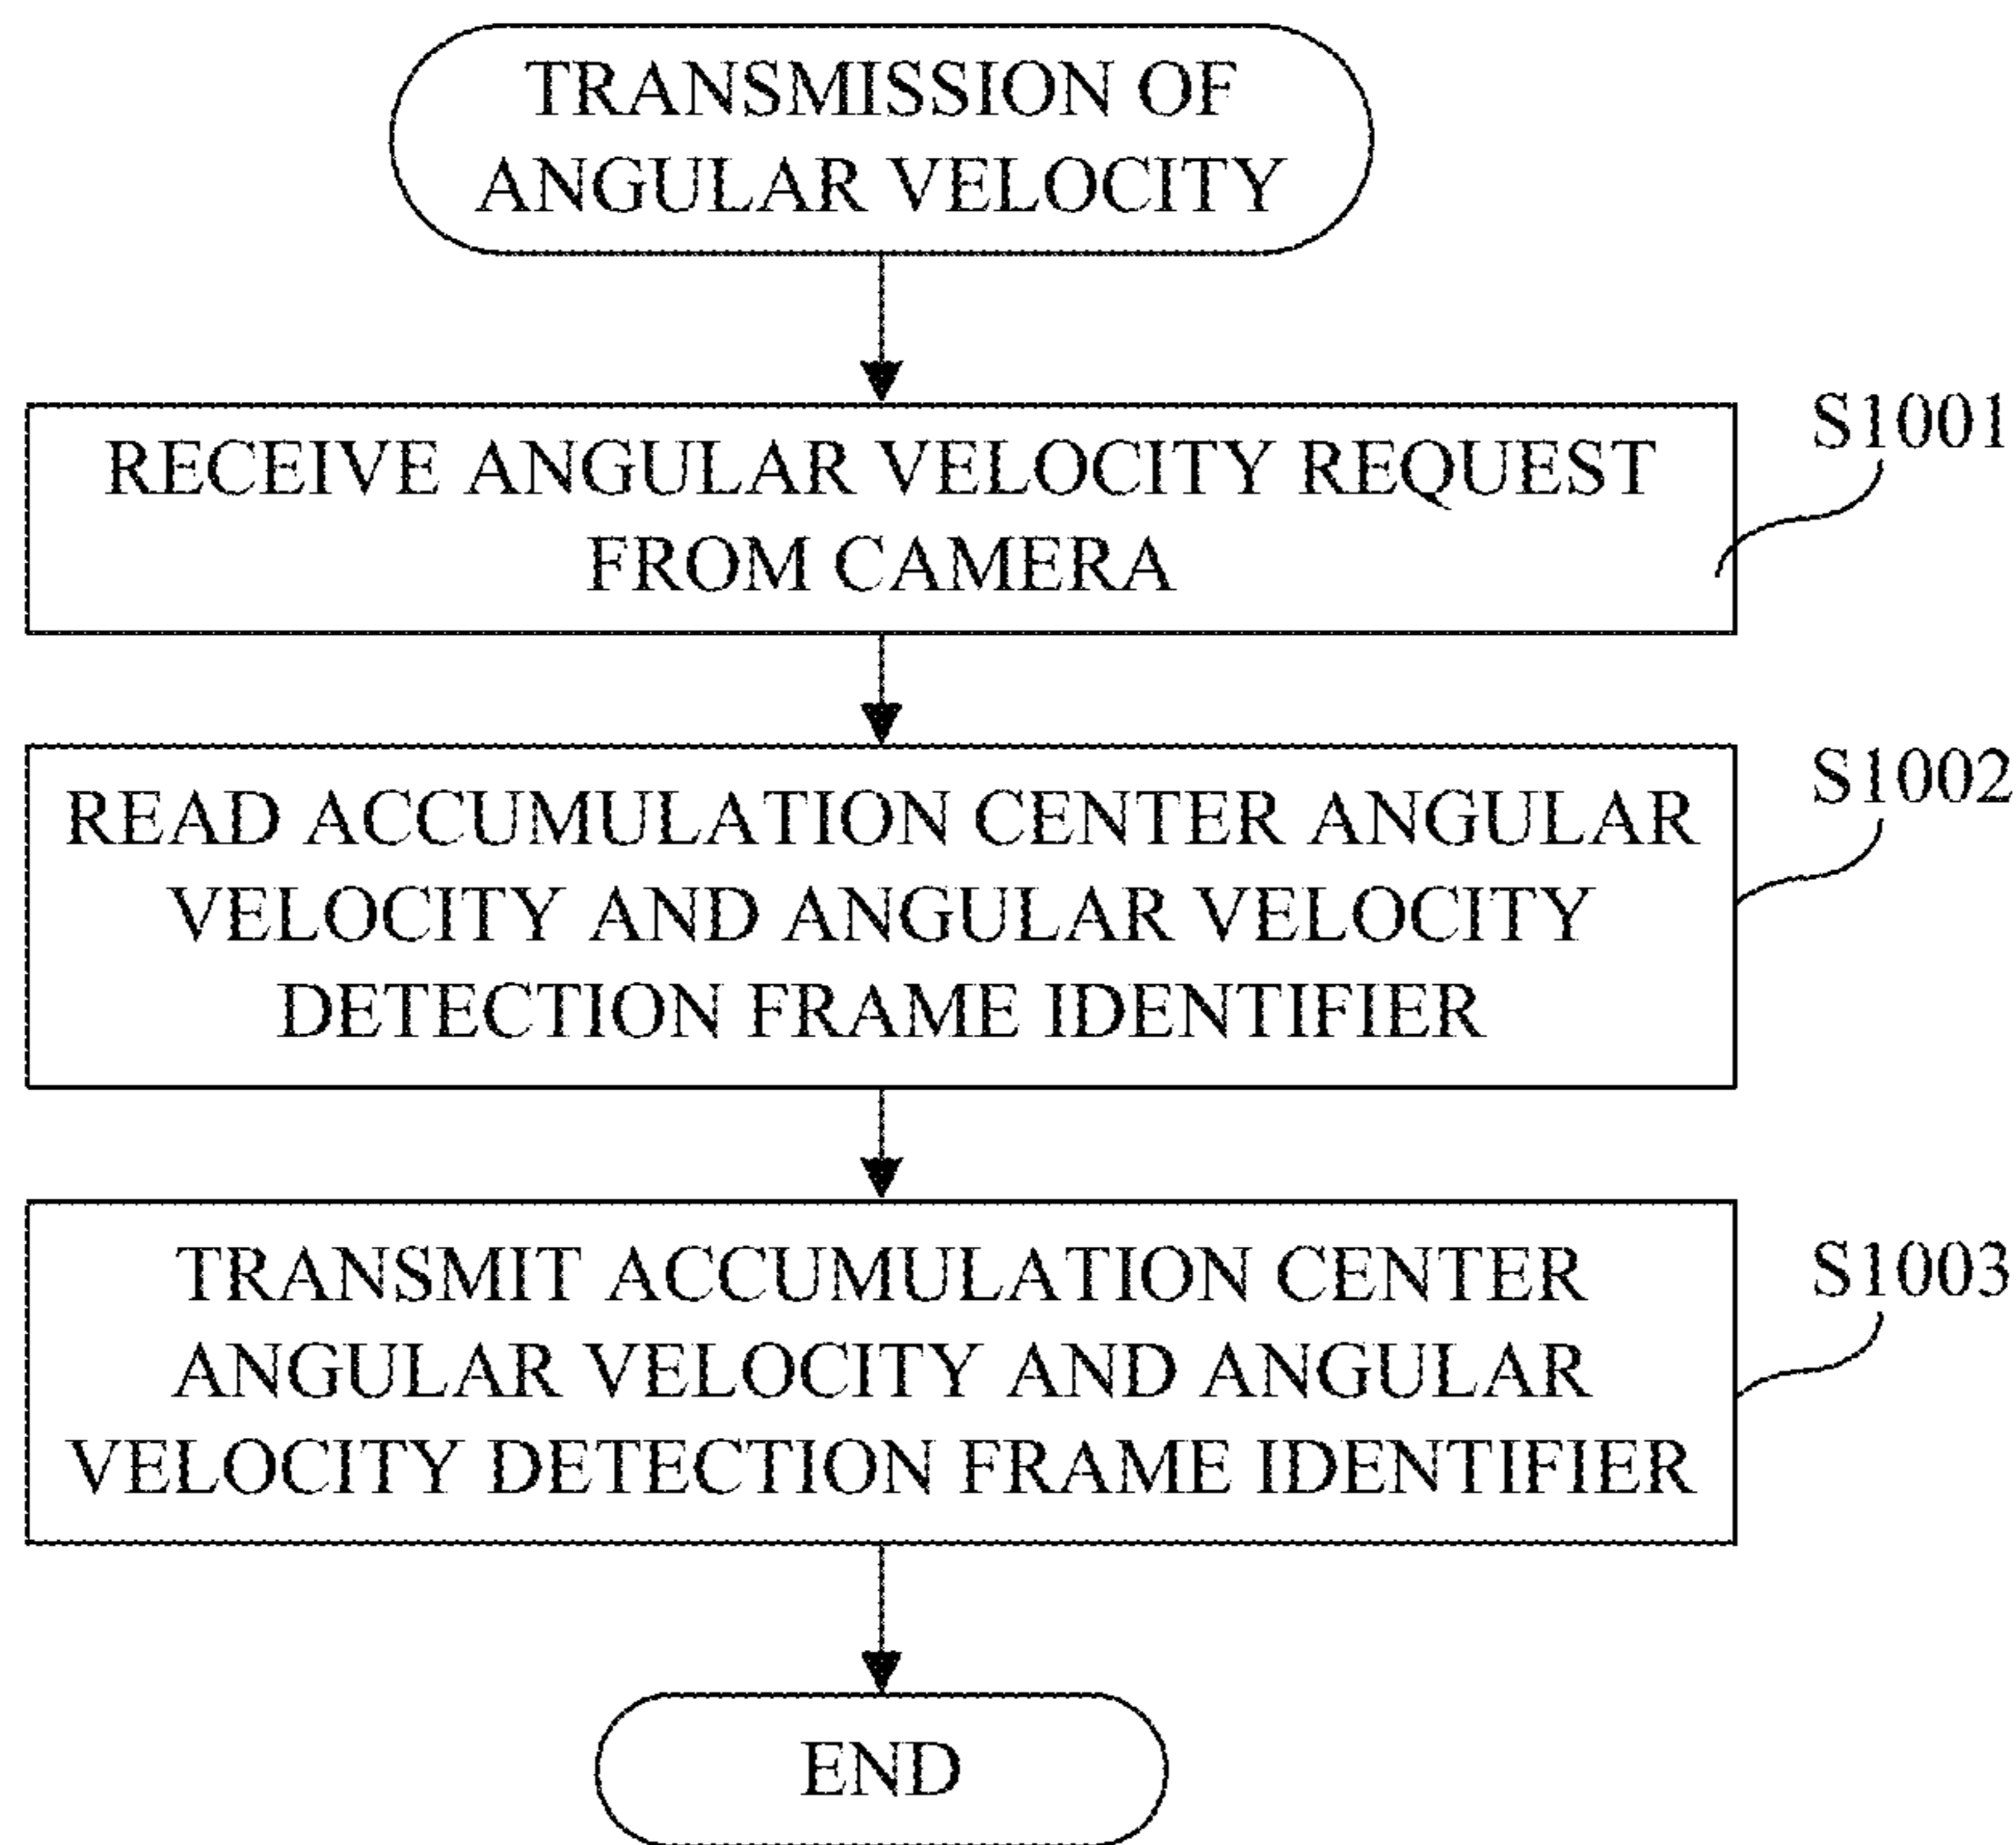 TRANSMISSION OF
ANGULAR VELOCITY
RECEIVE ANGULAR VELOCITY REQUEST
FROM CAMERA
S1001
READ ACCUMULATION CENTER ANGULAR
VELOCITY AND ANGULAR VELOCITY
DETECTION FRAME IDENTIFIER
S1002
TRANSMIT ACCUMULATION CENTER
ANGULAR VELOCITY AND ANGULAR
VELOCITY DETECTION FRAME IDENTIFIER
S1003
END